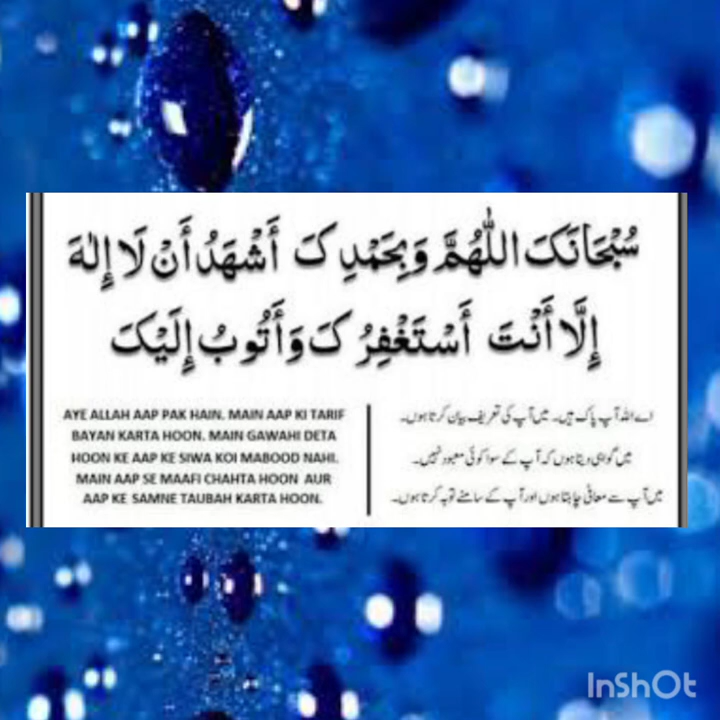 سُبْحَانَكَ اللّٰهُمَّ وَبِحَمْدِكَ أَشْهَدُ أَنْ لَا إِلٰهَ
إِلَّا أَنْتَ أَسْتَغْفِرُكَ وَأَتُوبُ إِلَيْكَ
AYE ALLAH AAP PAK HAIN. MAIN AAP KI TARIF
BAYAN KARTA HOON. MAIN GAWAHI DETA
HOON KE AAP KE SIWA KOI MABOOD NAHI.
MAIN AAP SE MAAFI CHAHTA HOON AUR
AAP KE SAMNE TAUBAH KARTA HOON.
اے اللہ آپ پاک ہیں۔ میں آپ کی تعریف بیان کرتا ہوں۔
میں گواہی دیتا ہوں کہ آپ کے سوا کوئی معبود نہیں۔
میں آپ سے معافی چاہتا ہوں اور آپ کے سامنے توبہ کرتا ہوں۔
InShOt